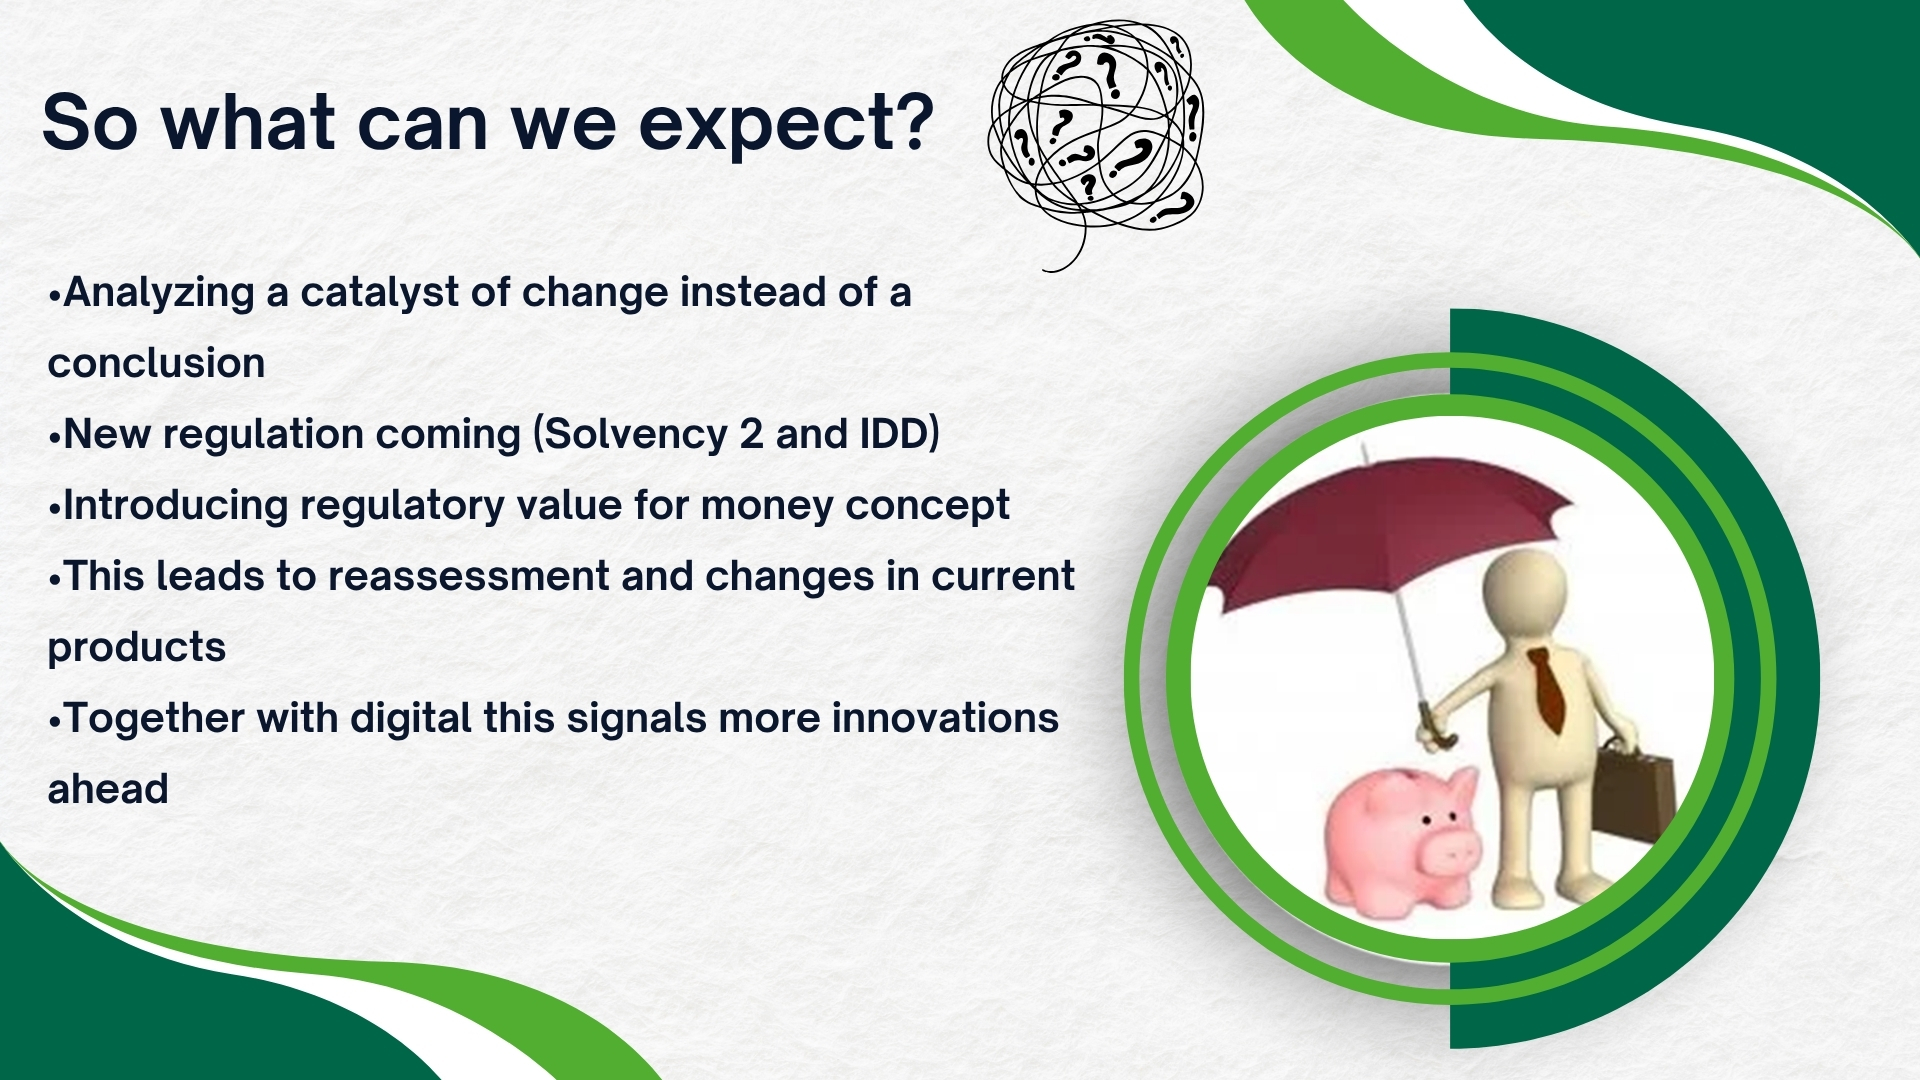 So what can we expect?
•Analyzing a catalyst of change instead of a
conclusion
•New regulation coming (Solvency 2 and IDD)
•Introducing regulatory value for money concept
•This leads to reassessment and changes in current
products
•Together with digital this signals more innovations
ahead